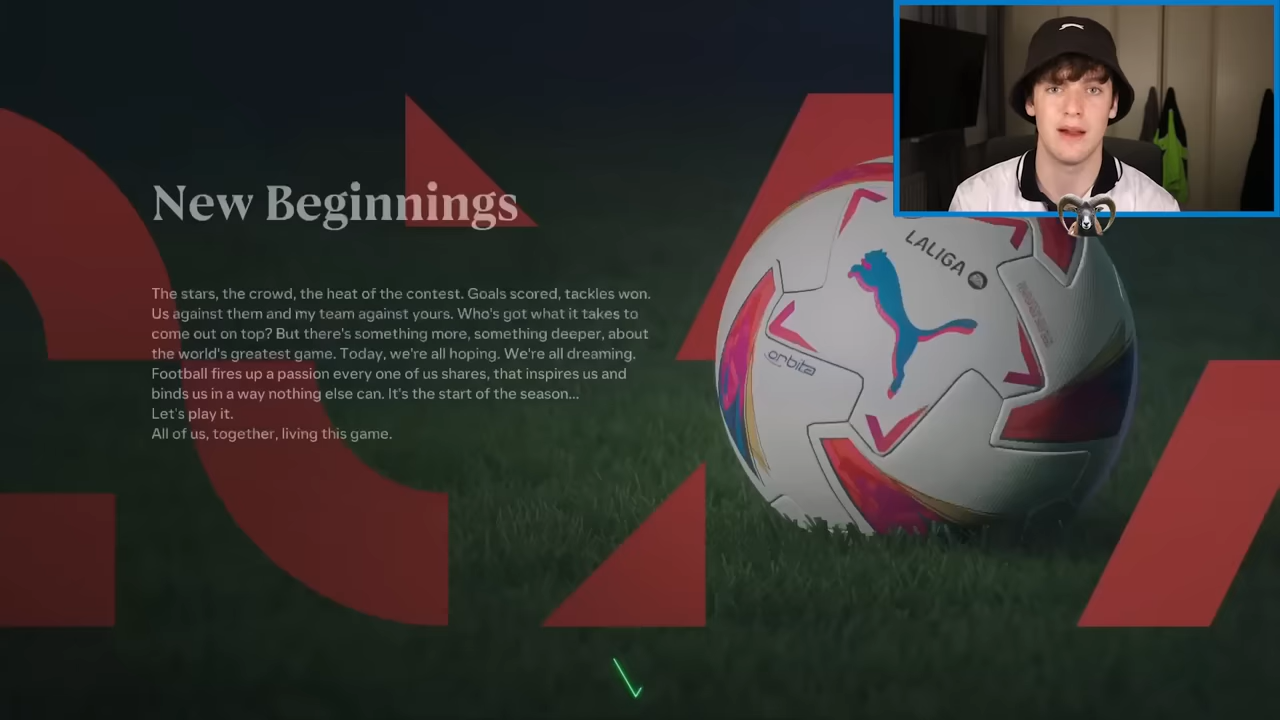 New Beginnings
LALIGA
The stars, the crowd, the heat of the contest. Goals scored, tackles won.
Us against them and my team against yours. Who's got what it takes to
come out on top? But there's something more, something deeper, about
the world's greatest game. Today, we're all hoping. We're all dreaming.
Football fires up a passion every one of us shares, that inspires us and
binds us in a way nothing else can. It's the start of the season...
Let's play it.
All of us, together, living this game.
orbita